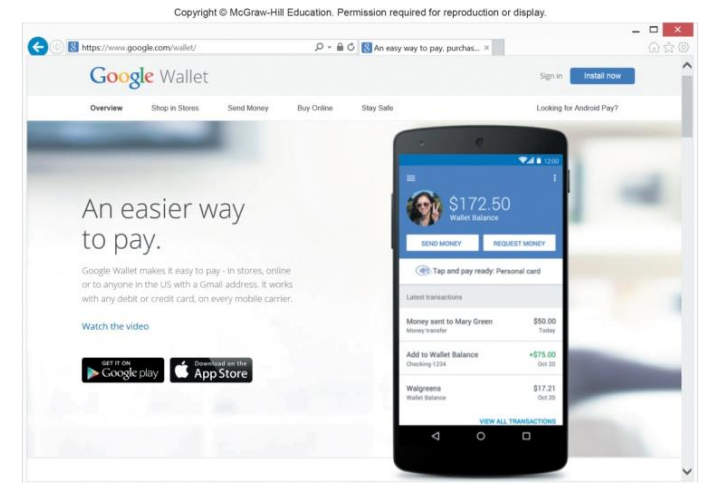 Copyright © McGraw-Hill Education. Permission required for reproduction or display.
https://www.google.com/wallet/
An easy way to pay, purchas...
Google Wallet
Sign in
Install now
Overview
Shop in Stores
Send Money
Buy Online
Stay Safe
Looking for Android Pay?
An easier way
to pay.
Google Wallet makes it easy to pay - in stores, online
or to anyone in the US with a Gmail address. It works
with any debit or credit card, on every mobile carrier.
Watch the video
GET IT ON
Google play
Download on the
App Store
12:00
$172.50
Wallet Balance
SEND MONEY
REQUEST MONEY
Tap and pay ready: Personal card
Latest transactions
Money sent to Mary Green $50.00
Money transfer Today
Add to Wallet Balance +$75.00
Checking-1234 Oct 20
Walgreens $17.21
Wallet Balance Oct 20
VIEW ALL TRANSACTIONS